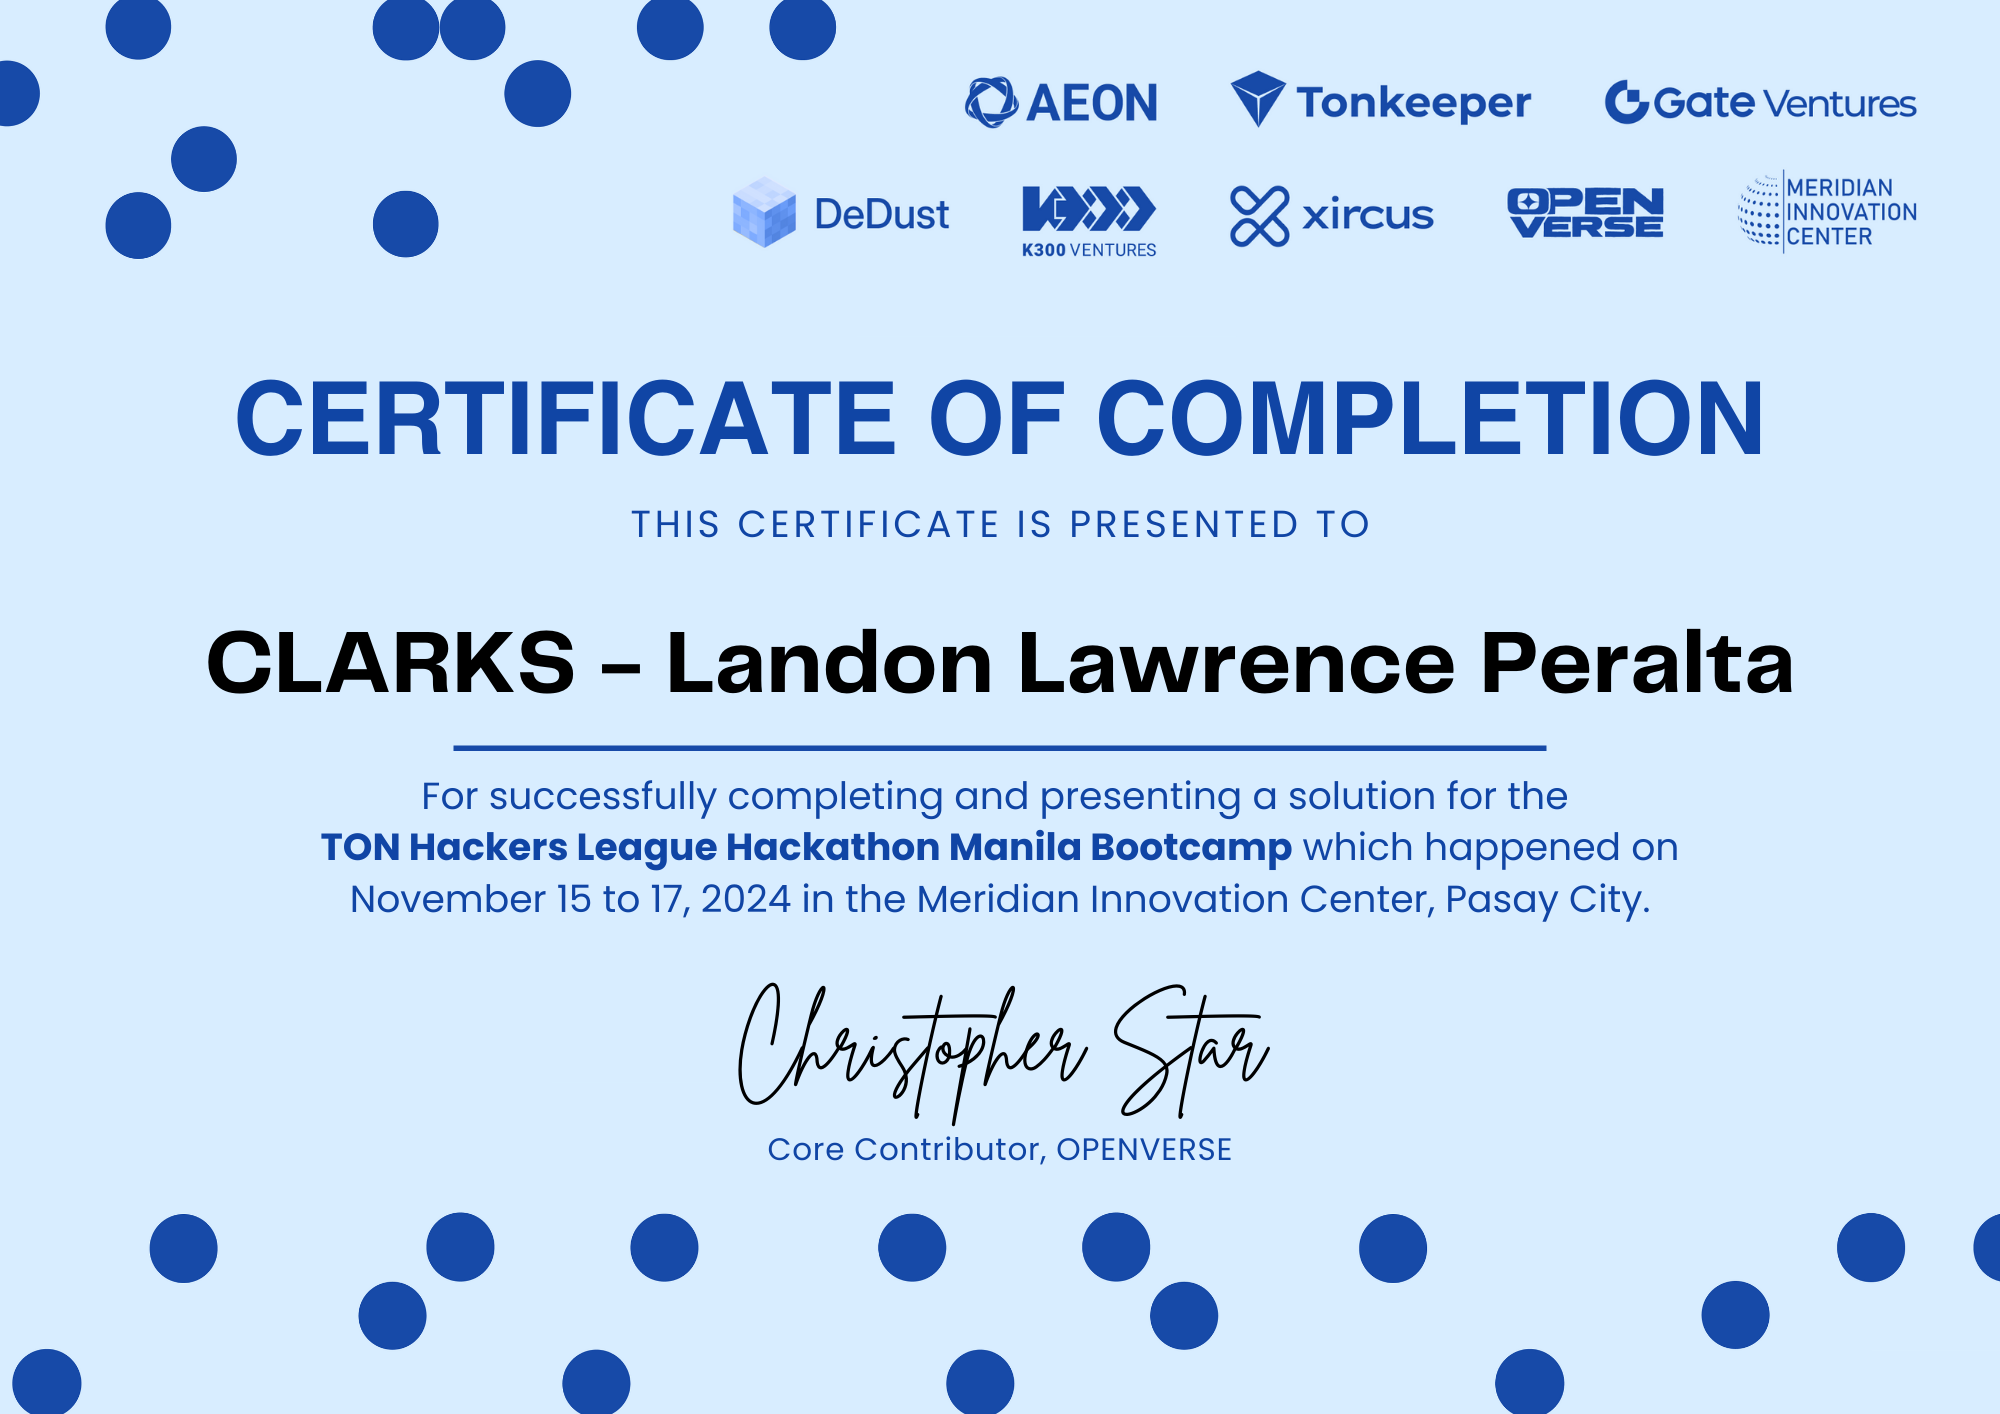 AEON
Tonkeeper
Gate Ventures
DeDust
K300 VENTURES
xircus
OPEN
VERSE
MERIDIAN
INNOVATION
CENTER
CERTIFICATE OF COMPLETION
THIS CERTIFICATE IS PRESENTED TO
CLARKS - Landon Lawrence Peralta
For successfully completing and presenting a solution for the
TON Hackers League Hackathon Manila Bootcamp which happened on
November 15 to 17, 2024 in the Meridian Innovation Center, Pasay City.
Christopher Star
Core Contributor, OPENVERSE